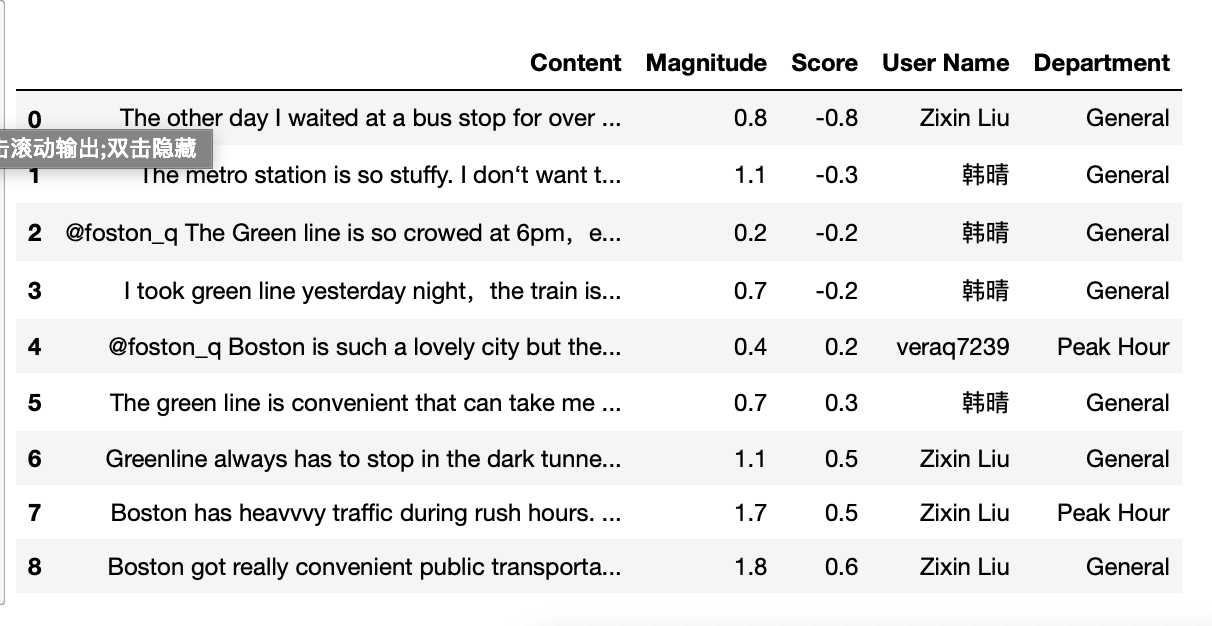 Content Magnitude Score User Name Department
0 The other day I waited at a bus stop for over ... 0.8 -0.8 Zixin Liu General
击滚动输出;双击隐藏
1 The metro station is so stuffy. I don‘t want t... 1.1 -0.3 韩晴 General
2 @foston_q The Green line is so crowed at 6pm，e... 0.2 -0.2 韩晴 General
3 I took green line yesterday night，the train is... 0.7 -0.2 韩晴 General
4 @foston_q Boston is such a lovely city but the... 0.4 0.2 veraq7239 Peak Hour
5 The green line is convenient that can take me ... 0.7 0.3 韩晴 General
6 Greenline always has to stop in the dark tunne... 1.1 0.5 Zixin Liu General
7 Boston has heavvvy traffic during rush hours. ... 1.7 0.5 Zixin Liu Peak Hour
8 Boston got really convenient public transporta... 1.8 0.6 Zixin Liu General